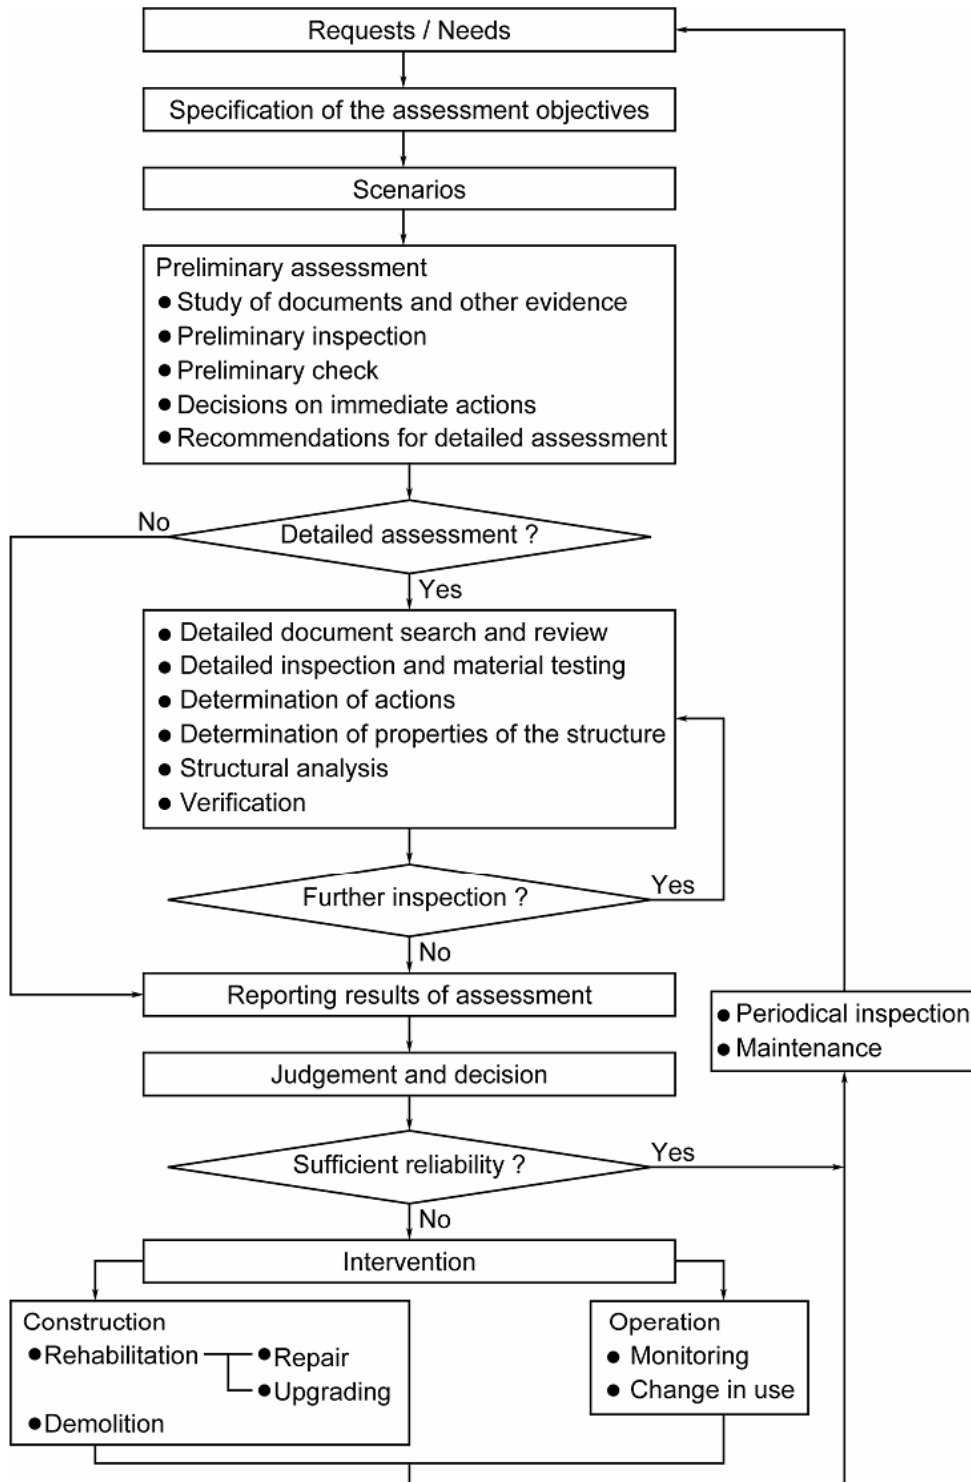 Requests / Needs
Specification of the assessment objectives
Scenarios
Preliminary assessment
● Study of documents and other evidence
● Preliminary inspection
● Preliminary check
● Decisions on immediate actions
● Recommendations for detailed assessment
Detailed assessment ?
No
Yes
● Detailed document search and review
● Detailed inspection and material testing
● Determination of actions
● Determination of properties of the structure
● Structural analysis
● Verification
Further inspection ?
Yes
No
Reporting results of assessment
● Periodical inspection
● Maintenance
Judgement and decision
Sufficient reliability ?
Yes
No
Intervention
Construction
● Rehabilitation
● Repair
● Upgrading
● Demolition
Operation
● Monitoring
● Change in use